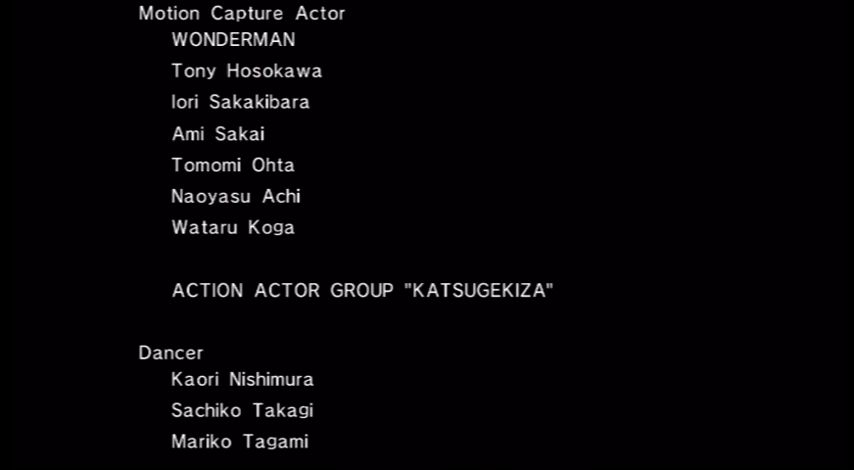 Motion Capture Actor
WONDERMAN
Tony Hosokawa
Iori Sakakibara
Ami Sakai
Tomomi Ohta
Naoyasu Achi
Wataru Koga
ACTION ACTOR GROUP "KATSUGEKIZA"
Dancer
Kaori Nishimura
Sachiko Takagi
Mariko Tagami